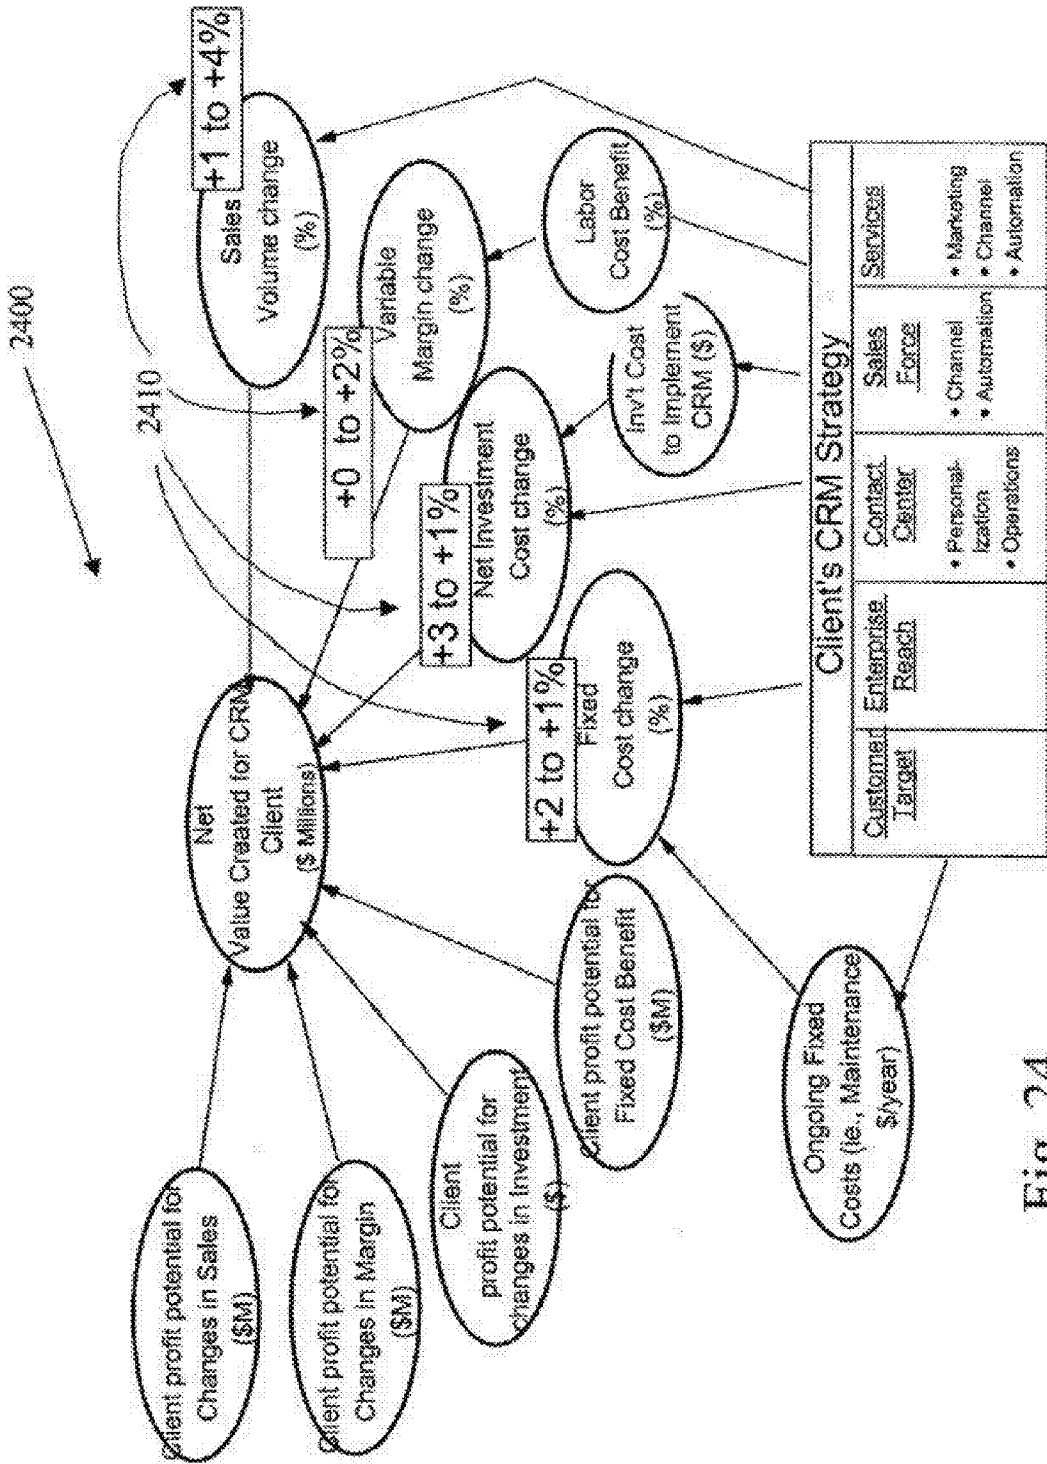 2400
2410
+1 to +4%
Sales
Volume change
(%)
+0 to +2%
Variable
Margin change
(%)
+3 to +1%
Net Investment
Cost change
(%)
+2 to +1%
Fixed
Cost change
(%)
Labor
Cost Benefit
(%)
Inv't Cost
to Implement
CRM ($)
Net
Value Created for CRM
Client
($ Millions)
Client profit potential for
Changes in Sales
($M)
Client profit potential for
Changes in Margin
($M)
Client
profit potential for
changes in Investment
($)
Client profit potential for
Fixed Cost Benefit
($M)
Ongoing Fixed
Costs (ie., Maintenance
$/year)
Client's CRM Strategy
Customer
Target
Enterprise
Reach
Contact
Center
• Personal-
ization
• Operations
Sales
Force
• Channel
• Automation
Services
• Marketing
• Channel
• Automation
Fig. 24